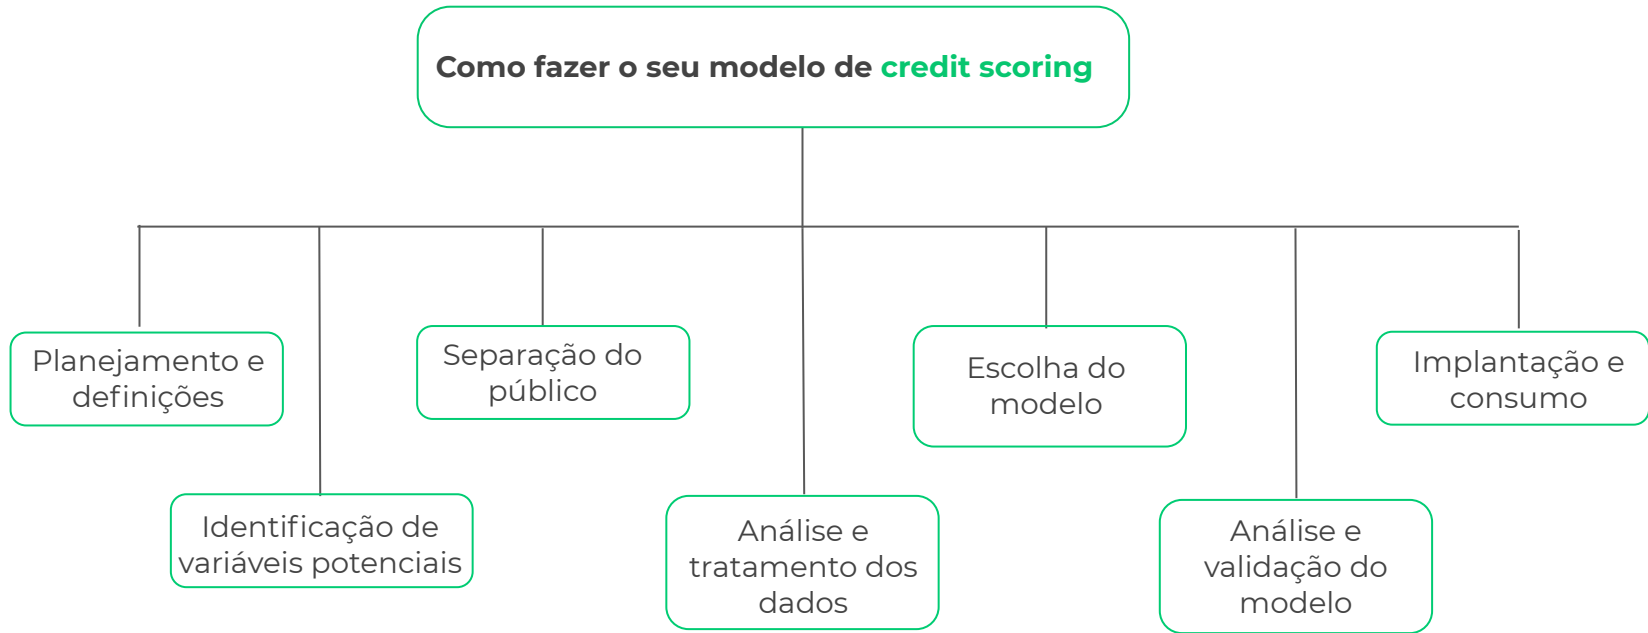 Como fazer o seu modelo de credit scoring
Planejamento e
definições
Identificação de
variáveis potenciais
Separação do
público
Análise e
tratamento dos
dados
Escolha do
modelo
Análise e
validação do
modelo
Implantação e
consumo